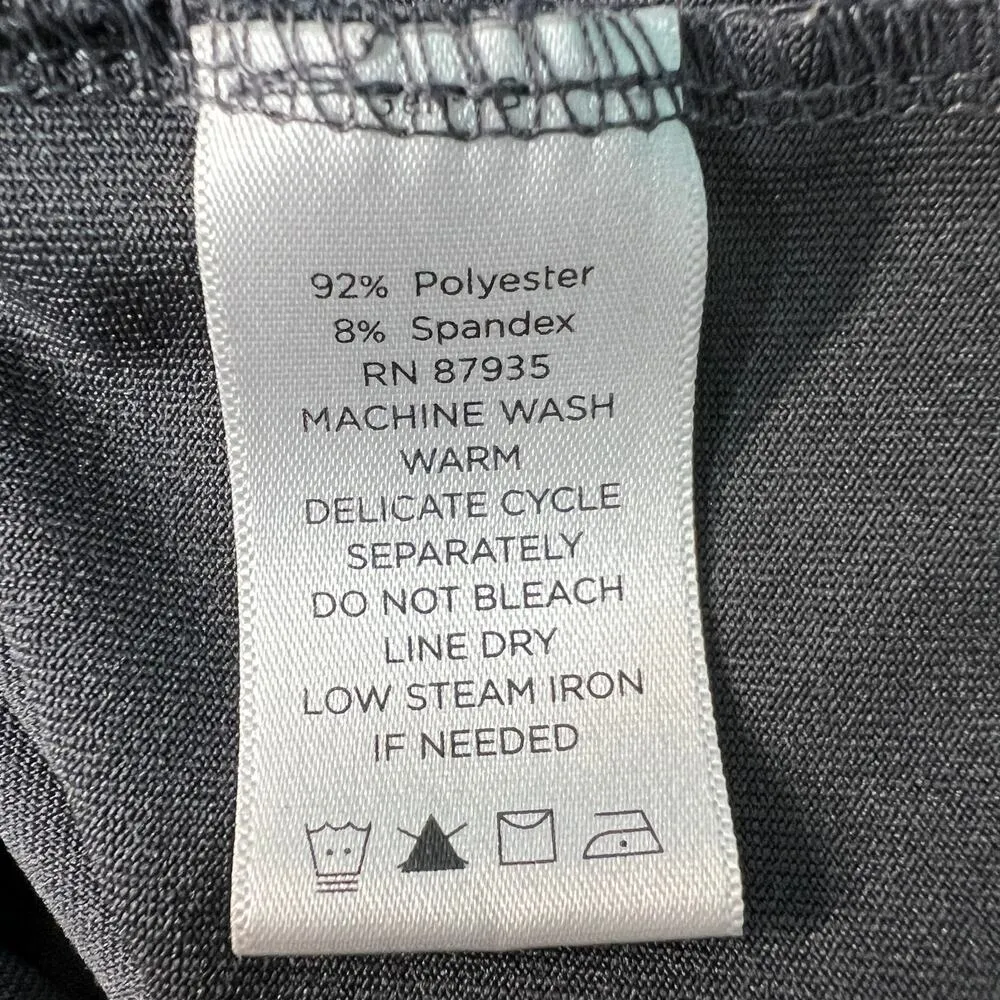 92% Polyester
8% Spandex
RN 87935
MACHINE WASH
WARM
DELICATE CYCLE
SEPARATELY
DO NOT BLEACH
LINE DRY
LOW STEAM IRON
IF NEEDED